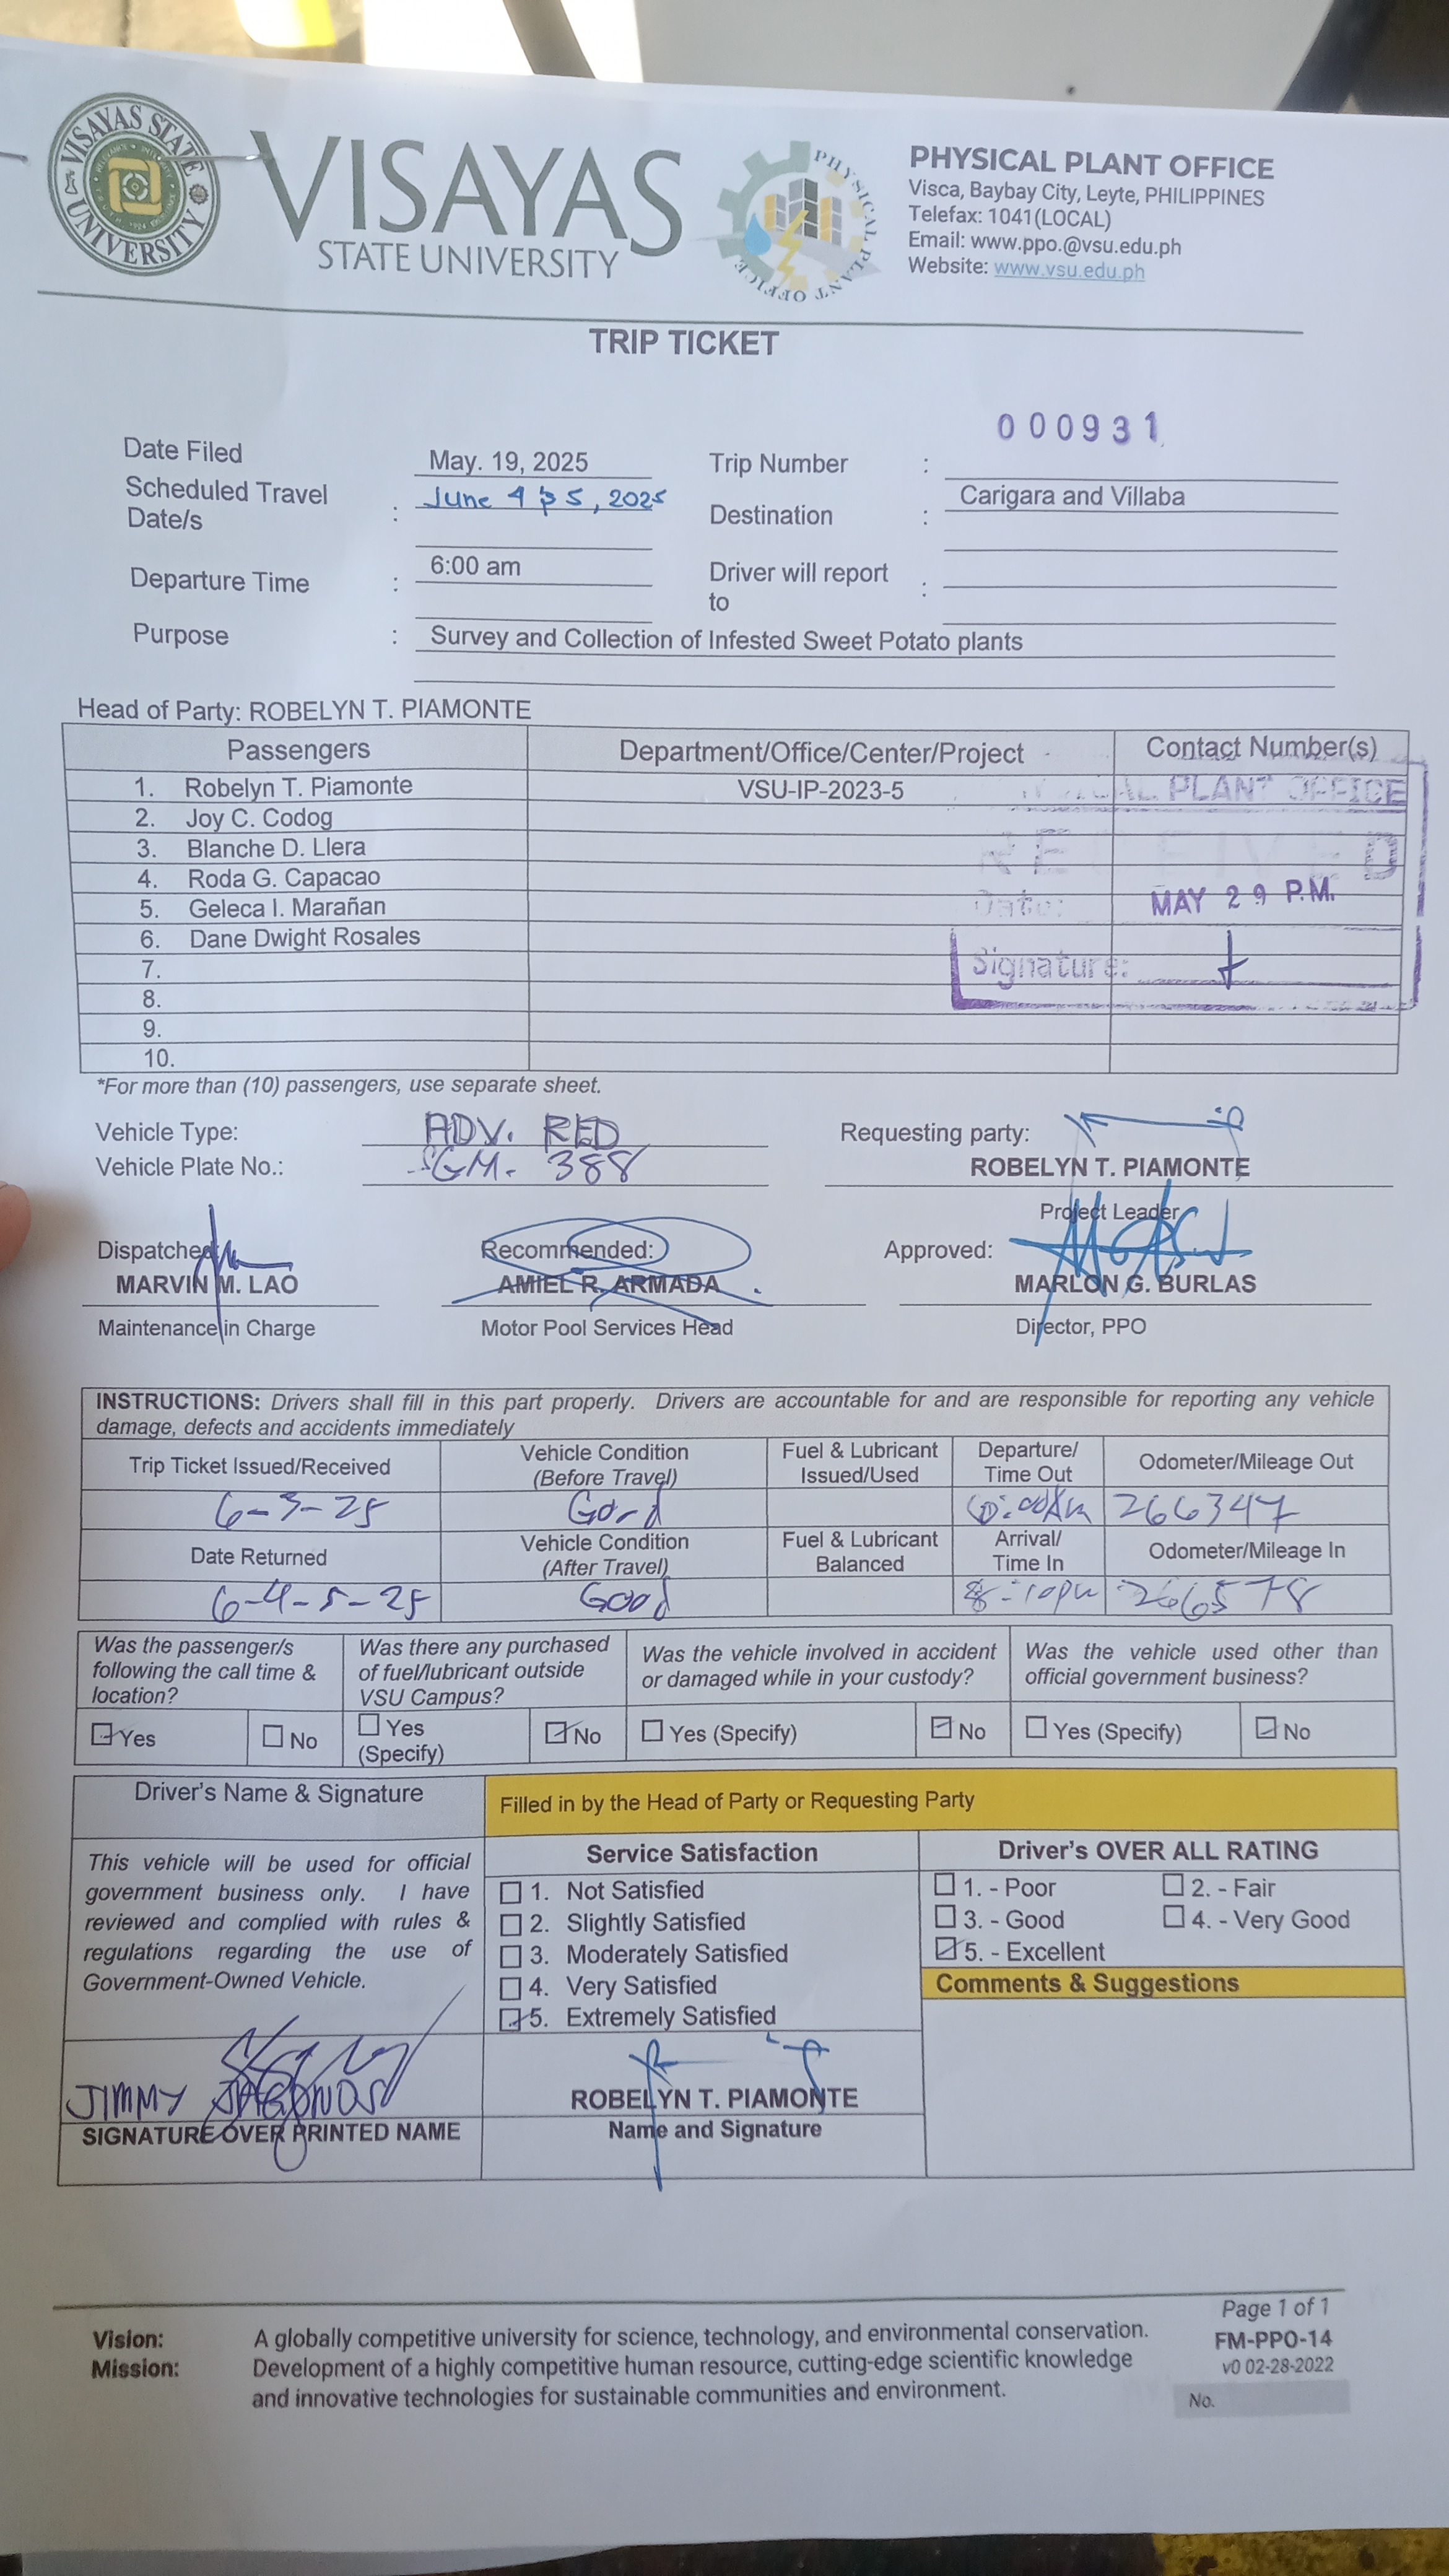 VISAYAS STATE UNIVERSITY
VISAYAS
STATE UNIVERSITY
PHYSICAL PLANT OFFICE
PHYSICAL PLANT OFFICE
Visca, Baybay City, Leyte, PHILIPPINES
Telefax: 1041(LOCAL)
Email: www.ppo.@vsu.edu.ph
Website: www.vsu.edu.ph
TRIP TICKET
000931
Date Filed May. 19, 2025 Trip Number :
Scheduled Travel Date/s : June 4 & 5, 2025 Destination : Carigara and Villaba
Departure Time : 6:00 am Driver will report to :
Purpose : Survey and Collection of Infested Sweet Potato plants
Head of Party: ROBELYN T. PIAMONTE
Passengers Department/Office/Center/Project Contact Number(s)
1. Robelyn T. Piamonte VSU-IP-2023-5
2. Joy C. Codog
3. Blanche D. Llera
4. Roda G. Capacao
5. Geleca I. Marañan
6. Dane Dwight Rosales
7.
8.
9.
10.
PLANT OFFICE
RECEIVED
Date: MAY 29 P.M.
Signature:
*For more than (10) passengers, use separate sheet.
Vehicle Type: ADV. RED Requesting party:
Vehicle Plate No.: SGM. 388 ROBELYN T. PIAMONTE
Project Leader
Dispatched Recommended: Approved:
MARVIN M. LAO AMIEL R. ARMADA MARLON G. BURLAS
Maintenance in Charge Motor Pool Services Head Director, PPO
INSTRUCTIONS: Drivers shall fill in this part properly. Drivers are accountable for and are responsible for reporting any vehicle
damage, defects and accidents immediately
Trip Ticket Issued/Received Vehicle Condition (Before Travel) Fuel & Lubricant Issued/Used Departure/ Time Out Odometer/Mileage Out
6-3-25 Good 6:00Am 266347
Date Returned Vehicle Condition (After Travel) Fuel & Lubricant Balanced Arrival/ Time In Odometer/Mileage In
6-4-5-25 Good 8:10pm 266578
Was the passenger/s following the call time & location? Was there any purchased of fuel/lubricant outside VSU Campus? Was the vehicle involved in accident or damaged while in your custody? Was the vehicle used other than official government business?
Yes No Yes (Specify) No Yes (Specify) No Yes (Specify) No
Driver's Name & Signature Filled in by the Head of Party or Requesting Party
This vehicle will be used for official
government business only. I have
reviewed and complied with rules &
regulations regarding the use of
Government-Owned Vehicle.
Service Satisfaction
1. Not Satisfied
2. Slightly Satisfied
3. Moderately Satisfied
4. Very Satisfied
5. Extremely Satisfied
Driver's OVER ALL RATING
1. - Poor 2. - Fair
3. - Good 4. - Very Good
5. - Excellent
Comments & Suggestions
JIMMY
SIGNATURE OVER PRINTED NAME
ROBELYN T. PIAMONTE
Name and Signature
Page 1 of 1
FM-PPO-14
v0 02-28-2022
No.
Vision: A globally competitive university for science, technology, and environmental conservation.
Mission: Development of a highly competitive human resource, cutting-edge scientific knowledge
and innovative technologies for sustainable communities and environment.